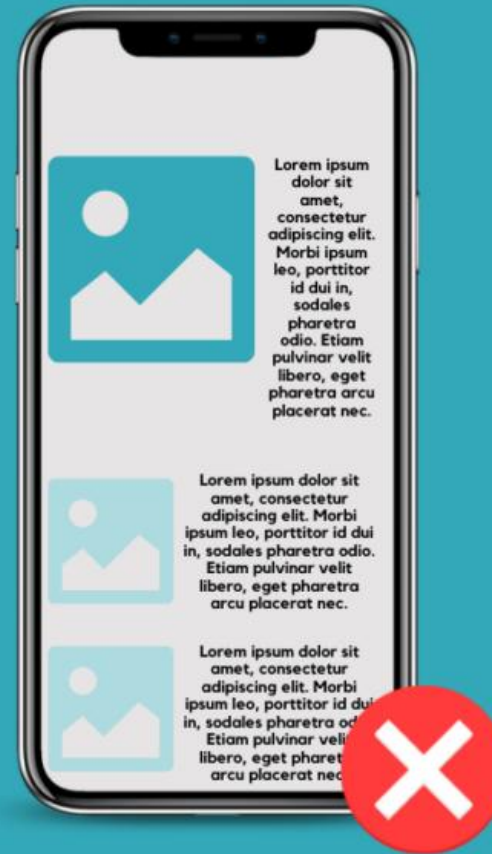 Lorem ipsum
dolor sit
amet,
consectetur
adipiscing elit.
Morbi ipsum
leo, porttitor
id dui in,
sodales
pharetra
odio. Etiam
pulvinar velit
libero, eget
pharetra arcu
placerat nec.
Lorem ipsum dolor sit
amet, consectetur
adipiscing elit. Morbi
ipsum leo, porttitor id dui
in, sodales pharetra odio.
Etiam pulvinar velit
libero, eget pharetra
arcu placerat nec.
Lorem ipsum dolor sit
amet, consectetur
adipiscing elit. Morbi
ipsum leo, porttitor id dui
in, sodales pharetra
Etiam pulvinar
libero, eget
arcu placerat